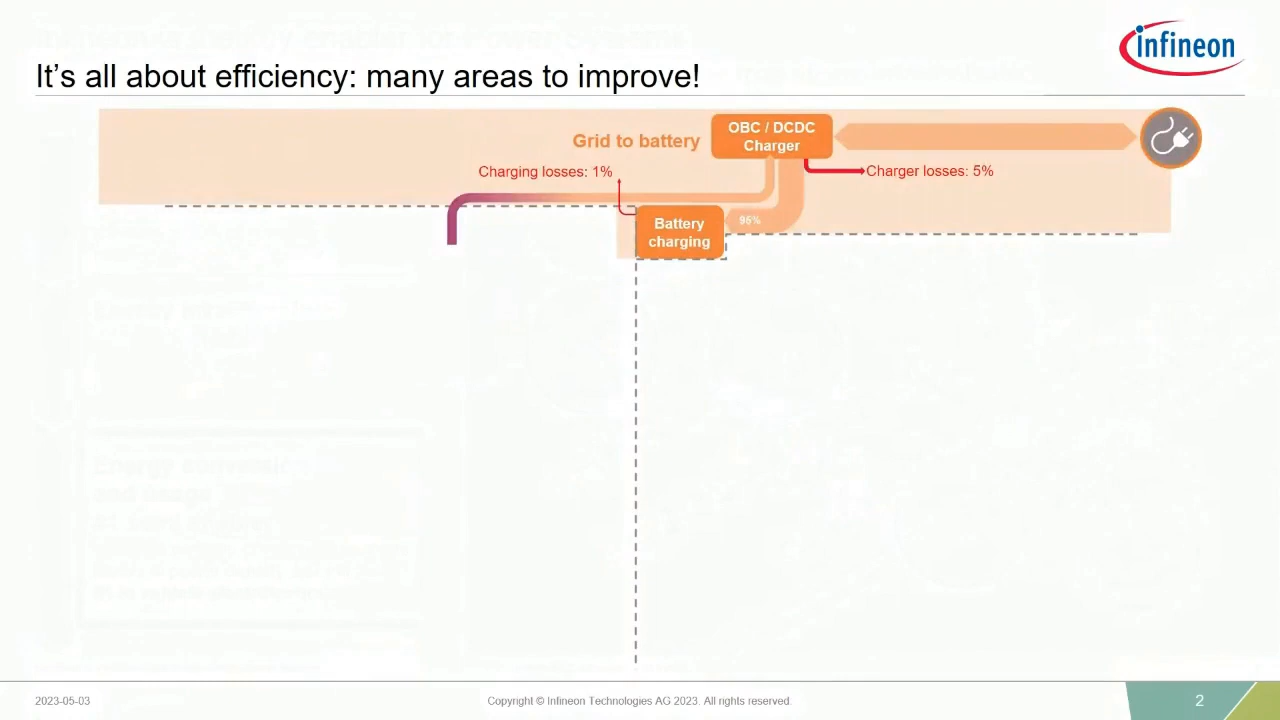 infineon
It's all about efficiency: many areas to improve!
Grid to battery
OBC / DCDC
Charger
Charging losses: 1%
Charger losses: 5%
Battery
charging
95%
2023-05-03
Copyright © Infineon Technologies AG 2023. All rights reserved.
2